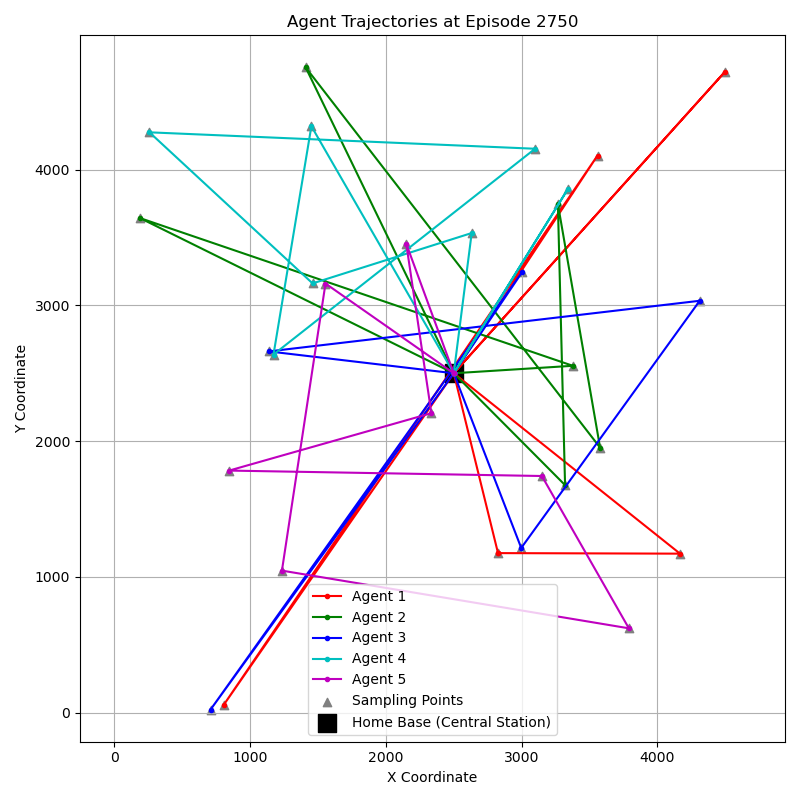 Agent Trajectories at Episode 2750
Y Coordinate
4000
3000
2000
1000
0
Agent 1
Agent 2
Agent 3
Agent 4
Agent 5
Sampling Points
Home Base (Central Station)
0 1000 2000 3000 4000
X Coordinate